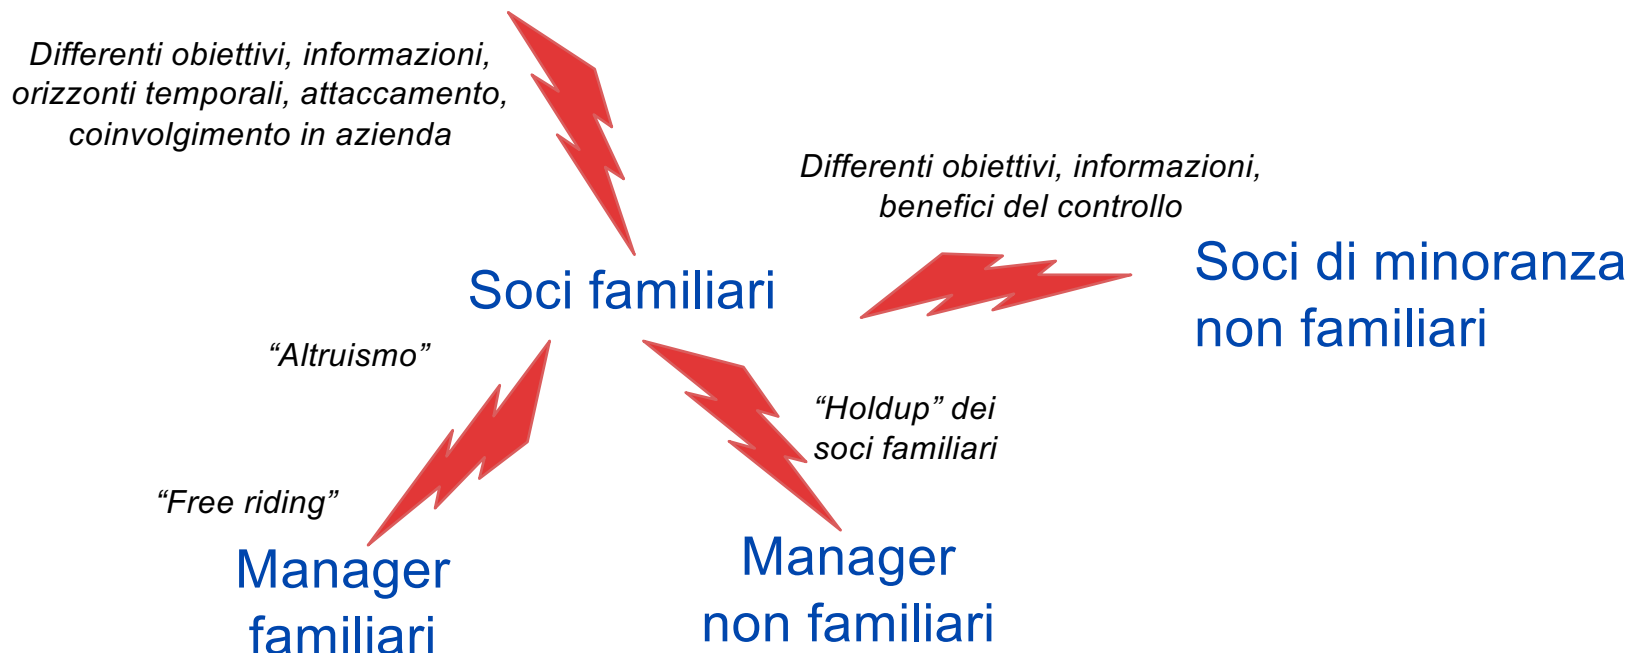 Differenti obiettivi, informazioni,
orizzonti temporali, attaccamento,
coinvolgimento in azienda
Differenti obiettivi, informazioni,
benefici del controllo
Soci familiari
Soci di minoranza
non familiari
“Altruismo”
“Holdup” dei
soci familiari
“Free riding”
Manager
familiari
Manager
non familiari